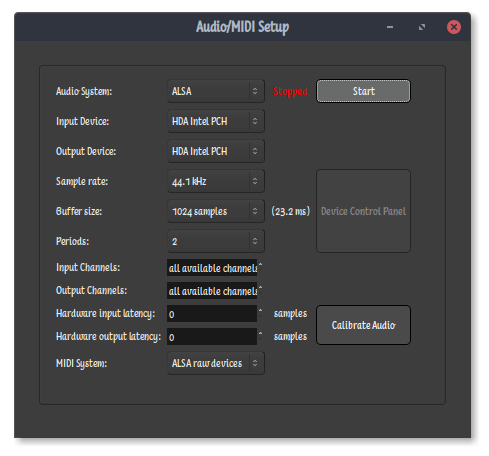 Audio/MIDI Setup
Audio System: ALSA Stopped Start
Input Device: HDA Intel PCH
Output Device: HDA Intel PCH
Sample rate: 44.1 kHz
Buffer size: 1024 samples (23.2 ms) Device Control Panel
Periods: 2
Input Channels: all available channels
Output Channels: all available channels
Hardware input latency: 0 samples
Calibrate Audio
Hardware output latency: 0 samples
MIDI System: ALSA raw devices